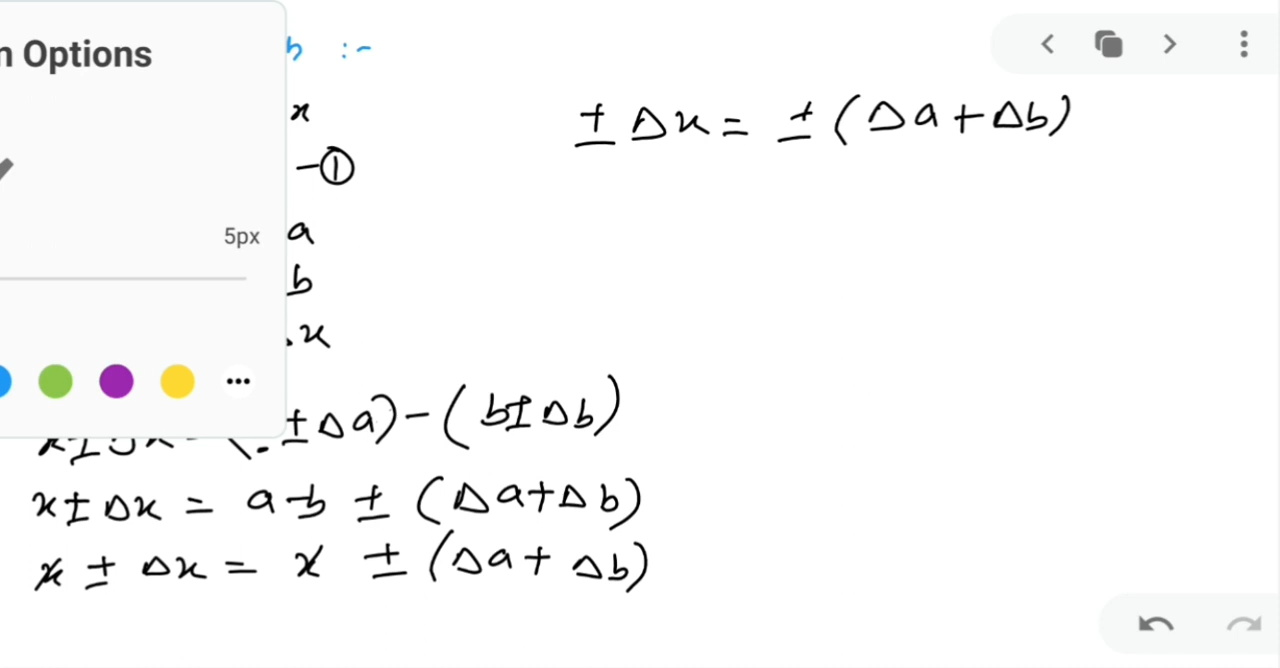 n Options
b :-
x
-①
a
5px
b
.x
± Δx = ± (Δa + Δb)
± Δa) - (b ± Δb)
x ± Δx = a - b ± (Δa + Δb)
x ± Δx = x ± (Δa + Δb)